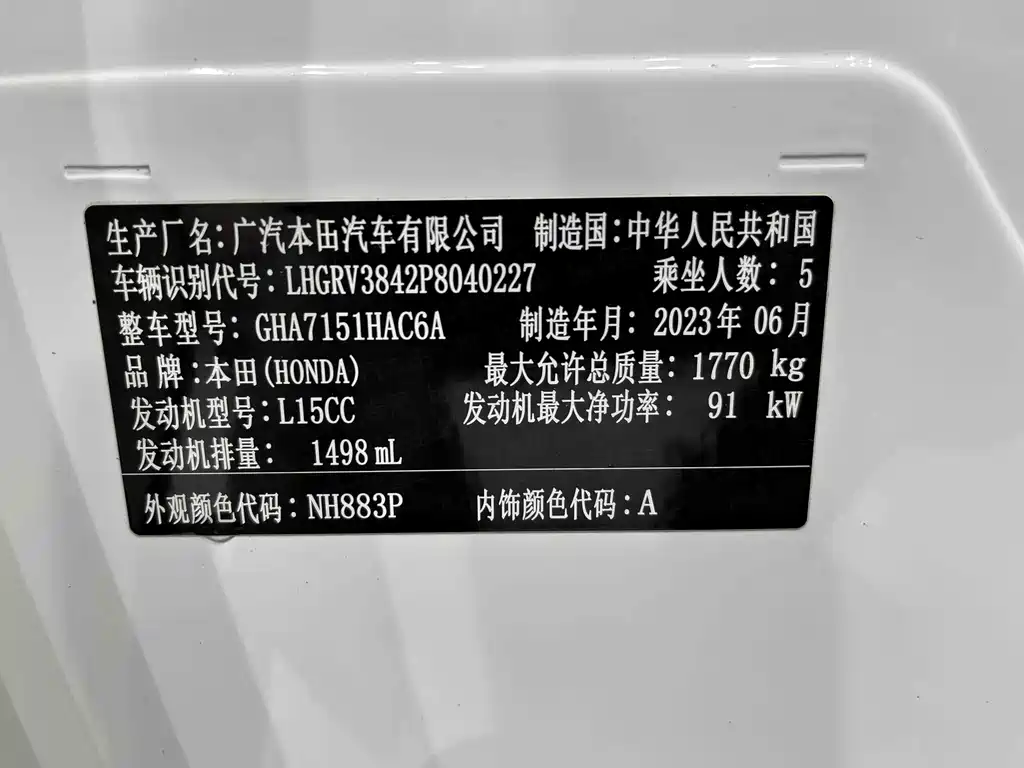 生产厂名：广汽本田汽车有限公司 制造国：中华人民共和国
车辆识别代号：LHGRV3842P8040227 乘坐人数：5
整车型号：GHA7151HAC6A 制造年月：2023年06月
品牌：本田(HONDA) 最大允许总质量：1770 kg
发动机型号：L15CC 发动机最大净功率：91 kW
发动机排量：1498 mL
外观颜色代码：NH883P 内饰颜色代码：A